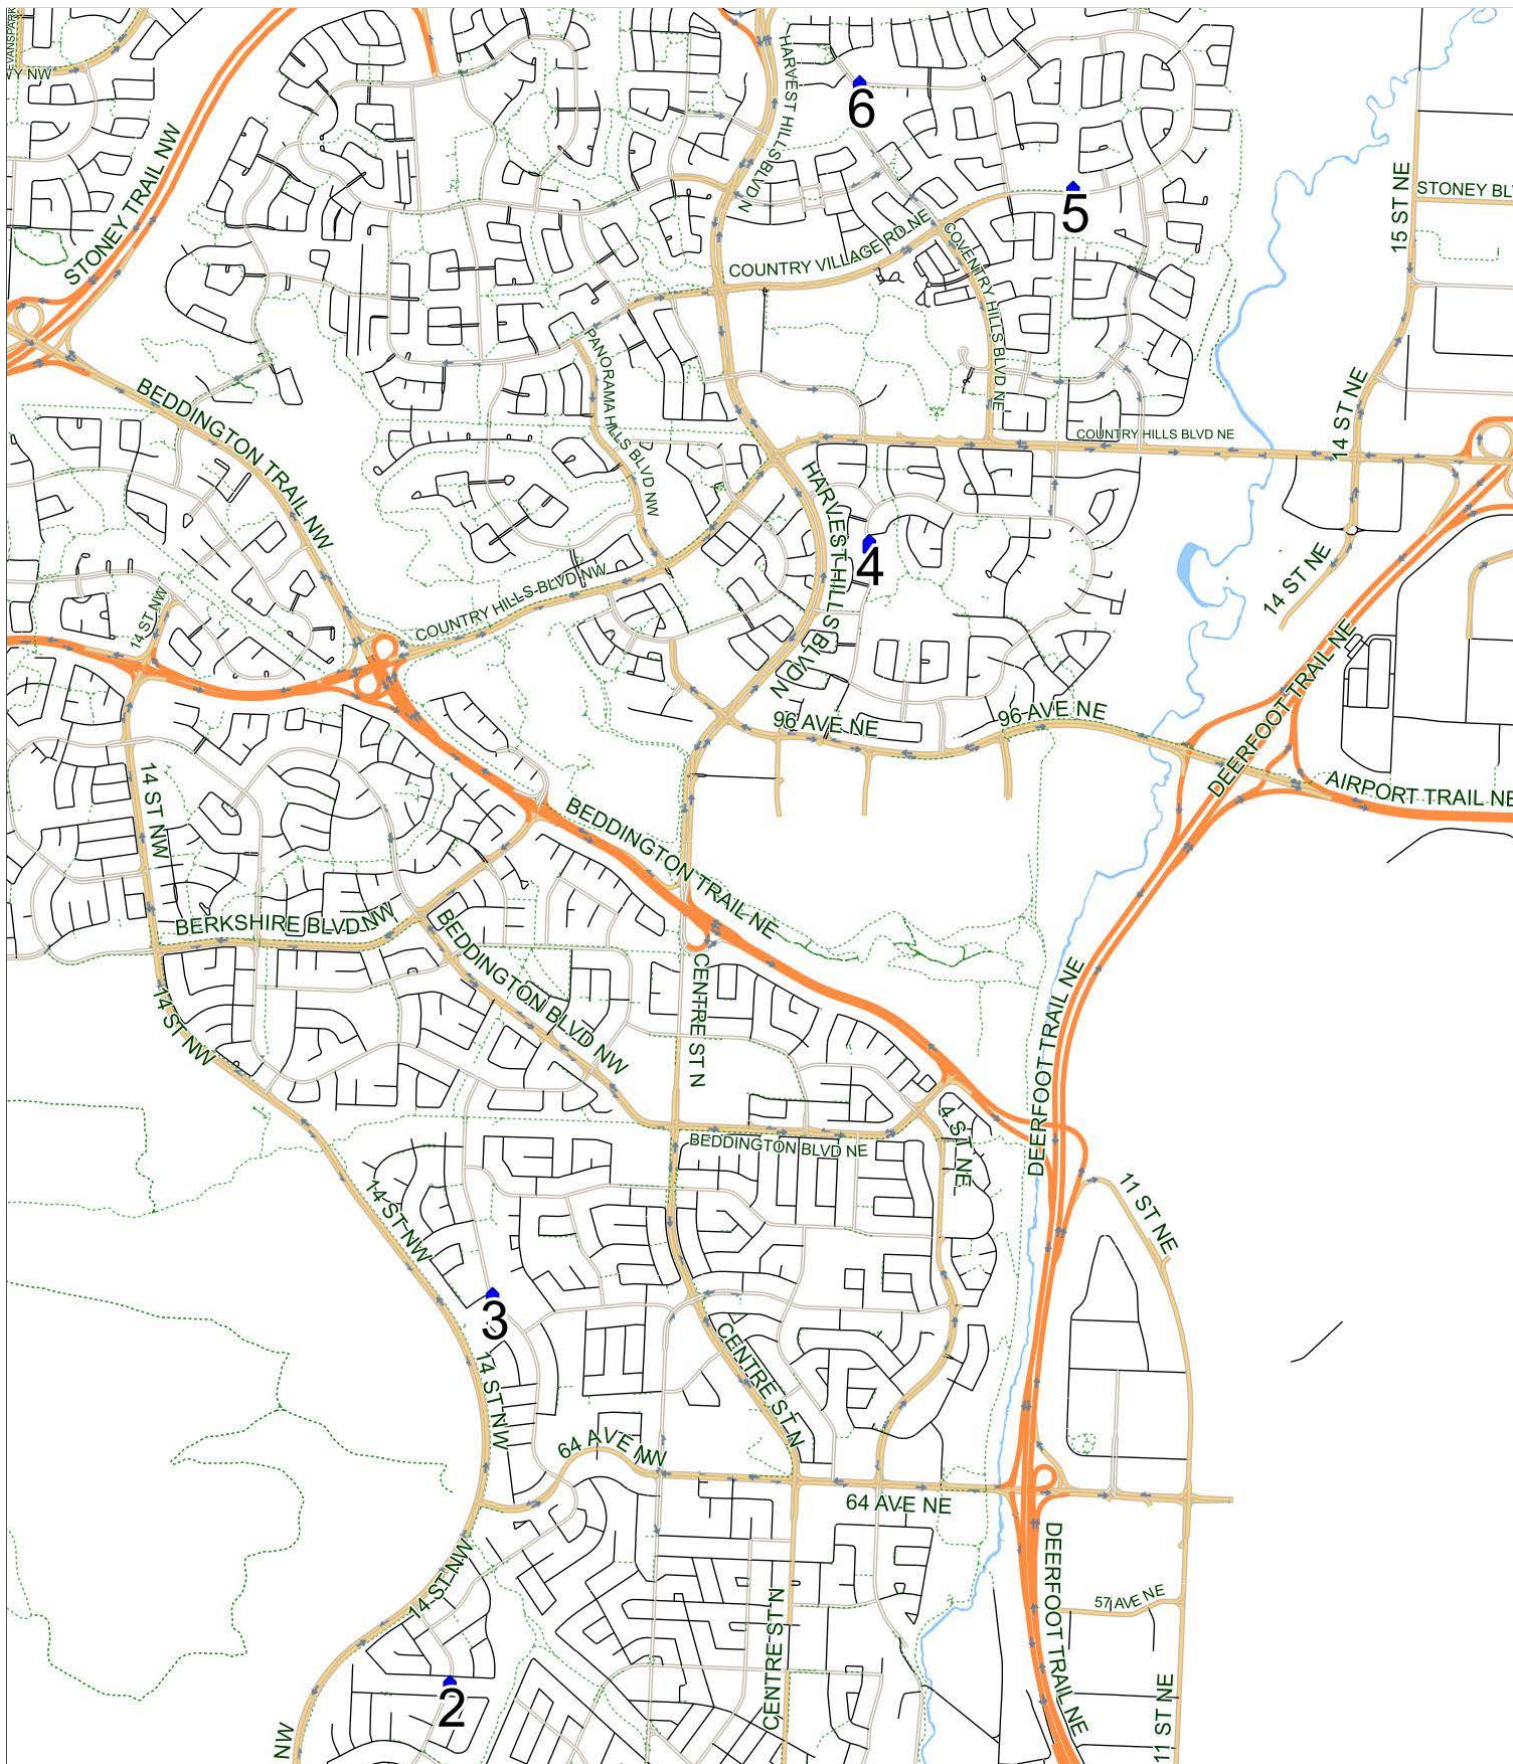 EVANSPARK
VY NW
STONEY TRAIL NW
HARVEST HILLS BLVD N
6
5
15 ST NE
STONEY BLV
COUNTRY VILLAGE RD NE
COVENTRY HILLS BLVD NE
PANORAMA HILLS BLVD NW
BEDDINGTON TRAIL NW
COUNTRY HILLS BLVD NE
14 ST NE
HARVEST HILLS BLVD N
4
14 ST NE
COUNTRY HILLS BLVD NW
14 ST NW
96 AVE NE
96 AVE NE
DEERFOOT TRAIL NE
AIRPORT TRAIL NE
14 ST NW
BEDDINGTON TRAIL NE
BERKSHIRE BLVD NW
BEDDINGTON BLVD NW
CENTRE ST N
DEERFOOT TRAIL NE
14 ST NW
BEDDINGTON BLVD NE
4 ST NE
14 ST NW
11 ST NE
3
14 ST NW
CENTRE ST N
64 AVE NW
64 AVE NE
DEERFOOT TRAIL NE
14 ST NW
CENTRE ST N
57 AVE NE
2
11 ST NE
NW